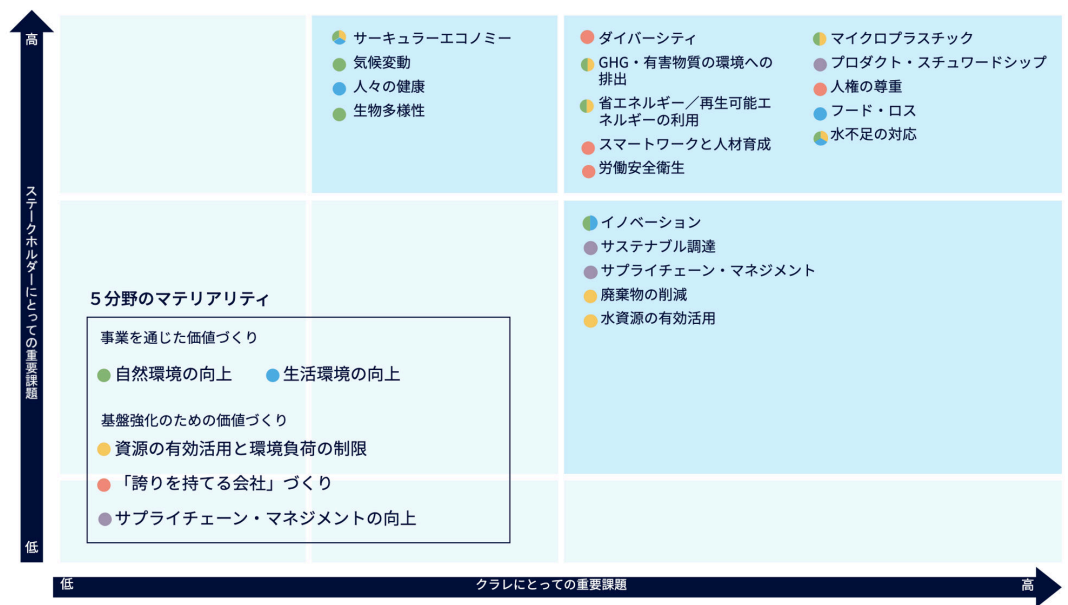 高
ステークホルダーにとっての重要課題
低
サーキュラーエコノミー
気候変動
人々の健康
生物多様性
ダイバーシティ
GHG・有害物質の環境への
排出
省エネルギー／再生可能エ
ネルギーの利用
スマートワークと人材育成
労働安全衛生
マイクロプラスチック
プロダクト・スチュワードシップ
人権の尊重
フード・ロス
水不足の対応
イノベーション
サステナブル調達
サプライチェーン・マネジメント
廃棄物の削減
水資源の有効活用
５分野のマテリアリティ
事業を通じた価値づくり
自然環境の向上
生活環境の向上
基盤強化のための価値づくり
資源の有効活用と環境負荷の制限
「誇りを持てる会社」づくり
サプライチェーン・マネジメントの向上
低
クラレにとっての重要課題
高